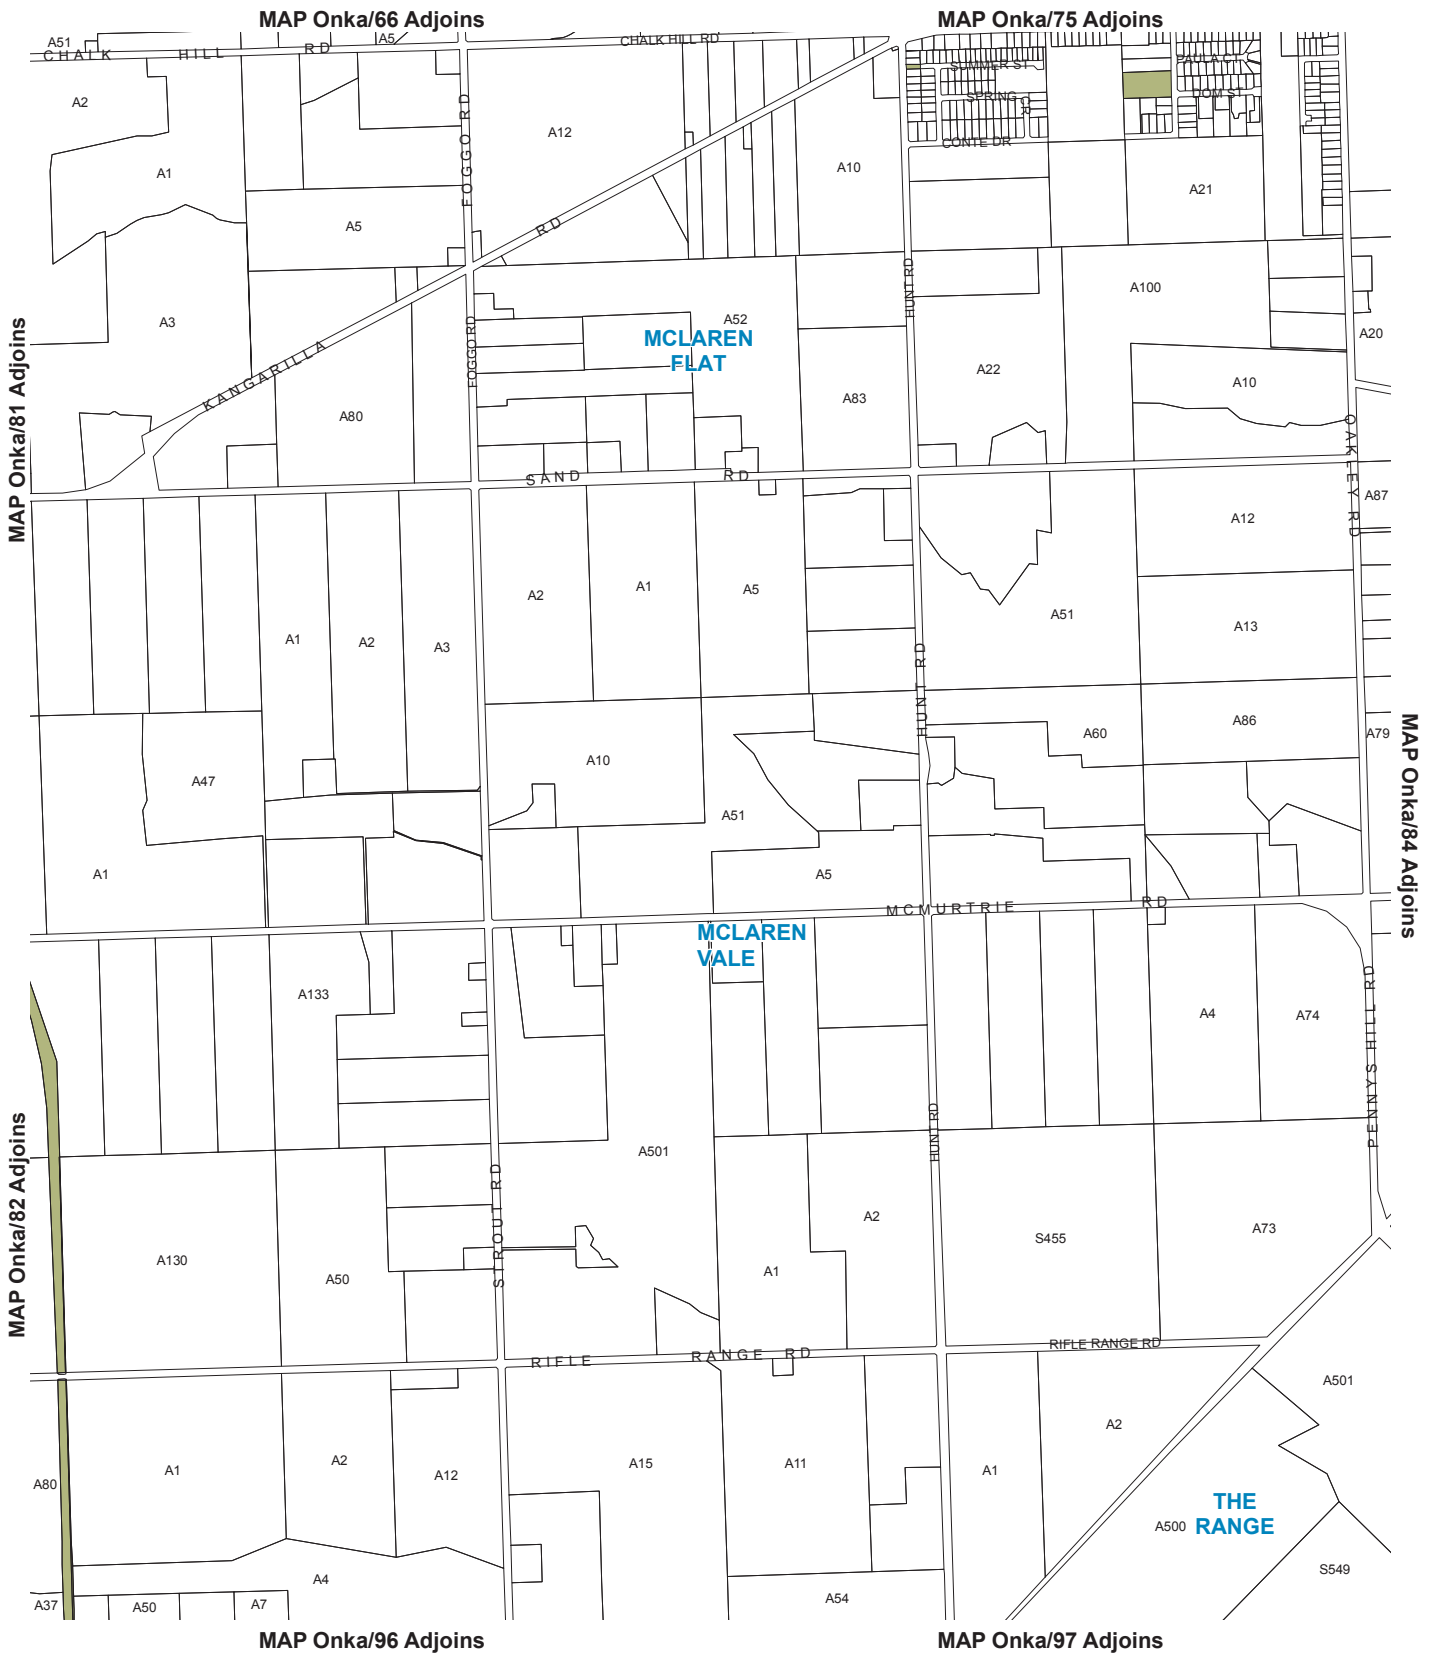 MAP Onka/66 Adjoins
MAP Onka/75 Adjoins
A51
CHALK HILL RD
A5
CHALK HILL RD
SUMMER ST
PAULA CT
A2
FOGGO RD
SPRING CR
DOM ST
A12
CONTE DR
A1
A10
A21
A5
KANGARILLA RD
HUNT RD
A100
A3
A52
MCLAREN
FLAT
A20
FOGGO RD
A22
A10
A80
A83
OAKLEY RD
SAND RD
MAP Onka/81 Adjoins
A87
A12
A2
A1
A5
A51
A13
A1
A2
A3
HUNT RD
A86
A60
A79
A10
A47
MAP Onka/84 Adjoins
A51
A1
A5
MCMURTRIE RD
MCLAREN
VALE
A133
A4
A74
PENNYS HILL RD
HUNT RD
A501
STROUT RD
A2
MAP Onka/82 Adjoins
S455
A73
A130
A50
A1
RIFLE RANGE RD
RIFLE RANGE RD
A501
A2
A1
A2
A12
A15
A11
A1
A80
THE
RANGE
A500
S549
A4
A37
A50
A7
A54
MAP Onka/96 Adjoins
MAP Onka/97 Adjoins